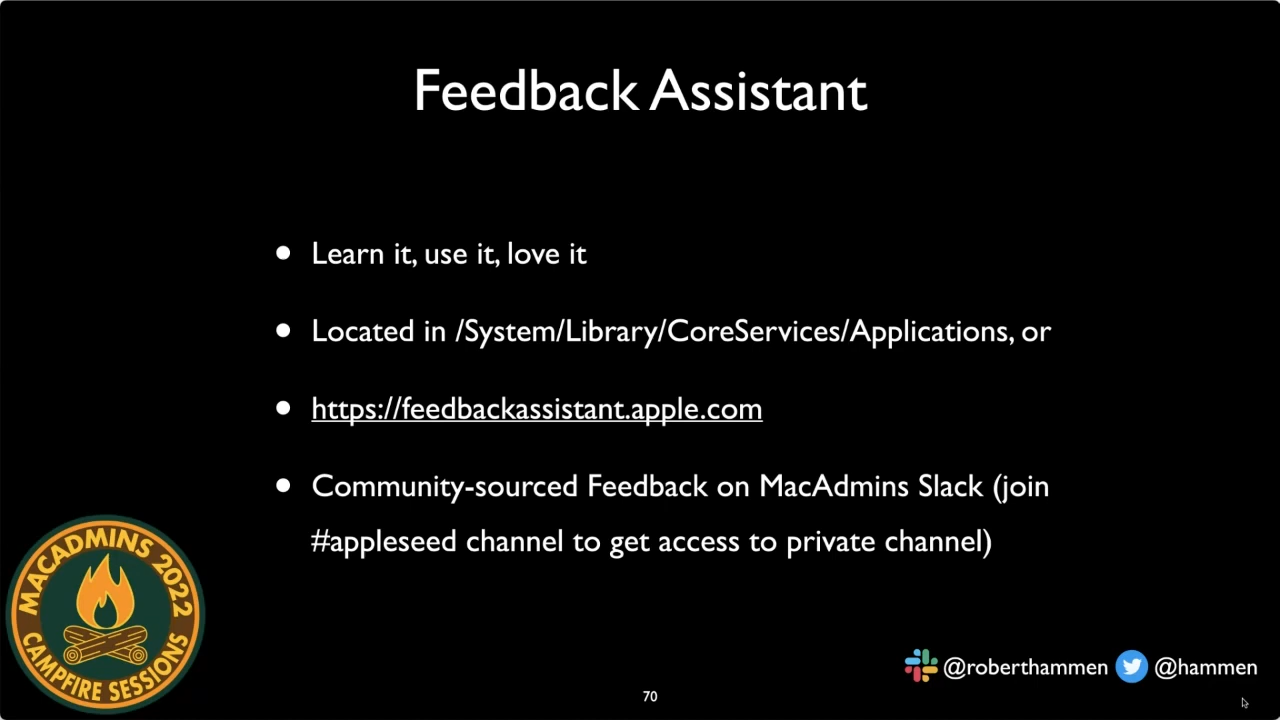 Feedback Assistant
• Learn it, use it, love it
• Located in /System/Library/CoreServices/Applications, or
• https://feedbackassistant.apple.com
• Community-sourced Feedback on MacAdmins Slack (join
#appleseed channel to get access to private channel)
MACADMINS 2022
CAMPFIRE SESSIONS
@roberthammen @hammen
70